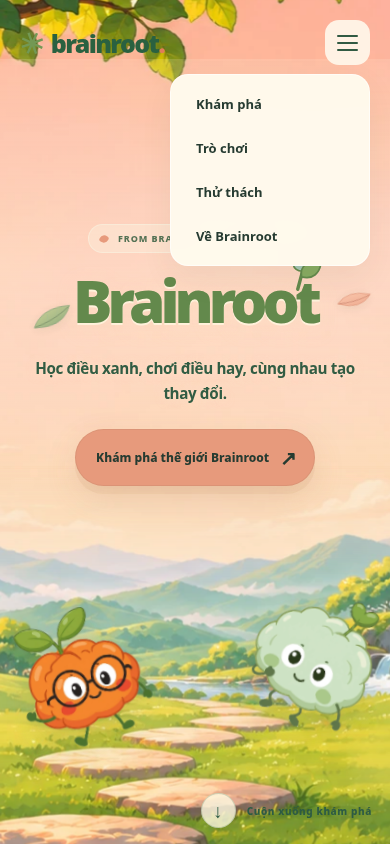 brainroot
Khám phá
Trò chơi
Thử thách
Về Brainroot
FROM BRA
Brainroot
Học điều xanh, chơi điều hay, cùng nhau tạo
thay đổi.
Khám phá thế giới Brainroot ↗
↓ Cuộn xuống khám phá